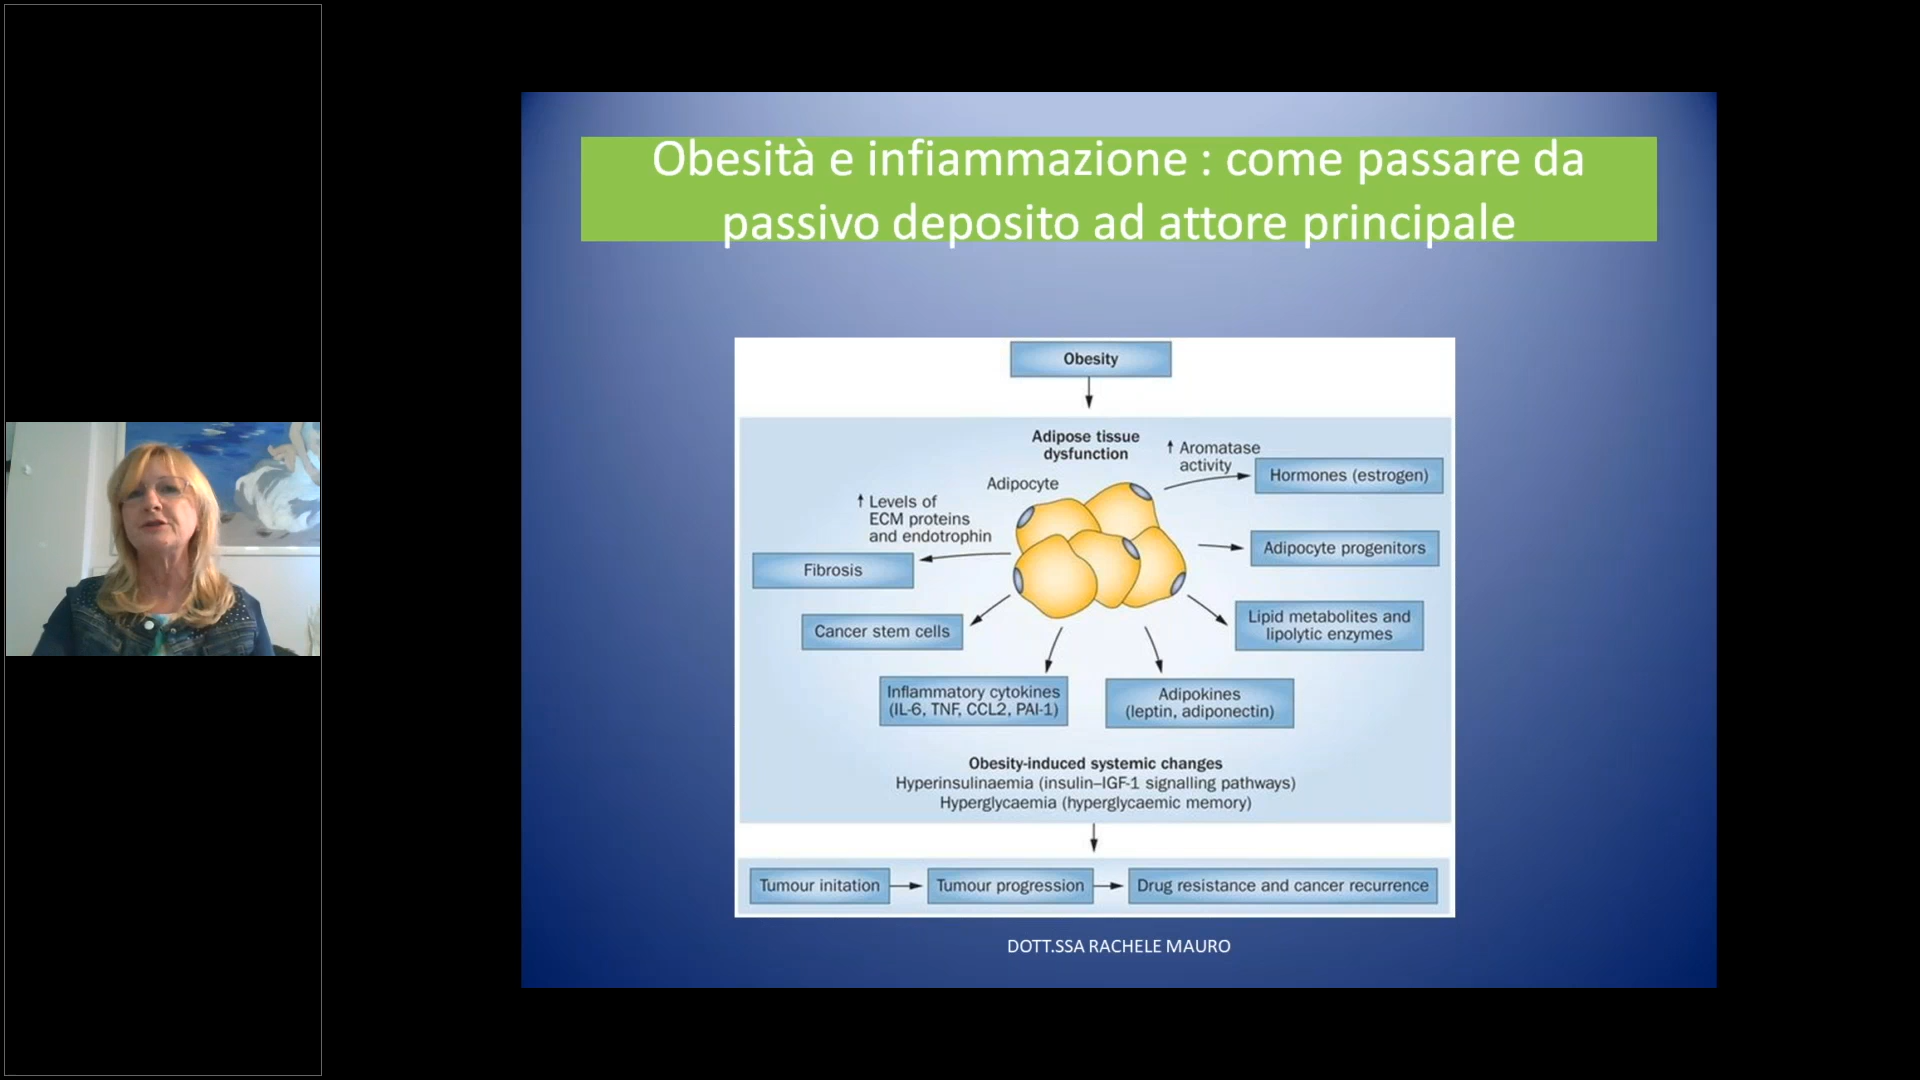 Obesità e infiammazione : come passare da
passivo deposito ad attore principale
Obesity
Adipose tissue
dysfunction
↑ Aromatase
activity
Hormones (estrogen)
Adipocyte
↑ Levels of
ECM proteins
and endotrophin
Adipocyte progenitors
Fibrosis
Lipid metabolites and
lipolytic enzymes
Cancer stem cells
Inflammatory cytokines
(IL-6, TNF, CCL2, PAI-1)
Adipokines
(leptin, adiponectin)
Obesity-induced systemic changes
Hyperinsulinaemia (insulin–IGF-1 signalling pathways)
Hyperglycaemia (hyperglycaemic memory)
Tumour initation
Tumour progression
Drug resistance and cancer recurrence
DOTT.SSA RACHELE MAURO